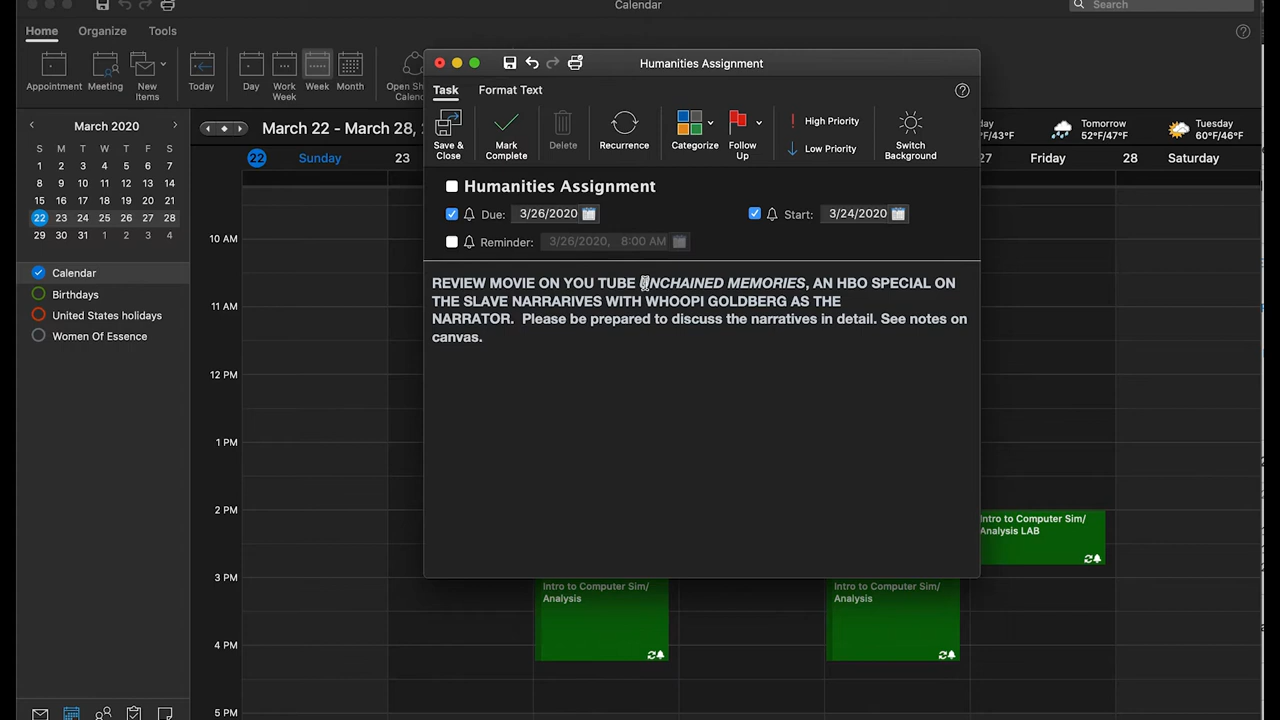 Calendar
Search
Home
Organize
Tools
Appointment
Meeting
New
Items
Today
Day
Work
Week
Week
Month
Open Sh
Calend
March 2020
S M T W T F S
1 2 3 4 5 6 7
8 9 10 11 12 13 14
15 16 17 18 19 20 21
22 23 24 25 26 27 28
29 30 31
Calendar
Birthdays
United States holidays
Women Of Essence
March 22 - March 28,
day
°F/43°F
Tomorrow
52°F/47°F
Tuesday
60°F/46°F
22 Sunday
23
27 Friday
28 Saturday
10 AM
11 AM
12 PM
1 PM
2 PM
3 PM
4 PM
5 PM
Humanities Assignment
Task
Format Text
Save &
Close
Mark
Complete
Delete
Recurrence
Categorize
Follow
Up
High Priority
Low Priority
Switch
Background
Humanities Assignment
Due: 3/26/2020
Start: 3/24/2020
Reminder: 3/26/2020, 8:00 AM
REVIEW MOVIE ON YOU TUBE UNCHAINED MEMORIES, AN HBO SPECIAL ON
THE SLAVE NARRARIVES WITH WHOOPI GOLDBERG AS THE
NARRATOR. Please be prepared to discuss the narratives in detail. See notes on
canvas.
Intro to Computer Sim/
Analysis LAB
Intro to Computer Sim/
Analysis
Intro to Computer Sim/
Analysis